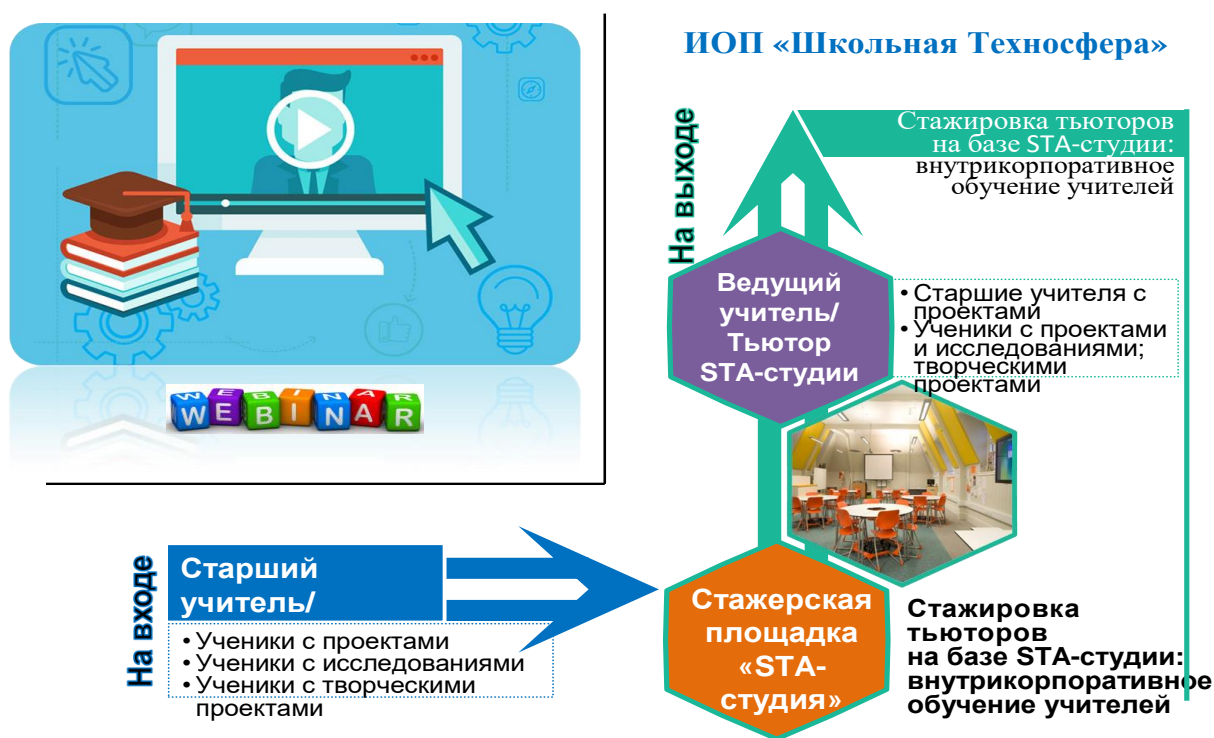 ИОП «Школьная Техносфера»
WEBINAR
На выходе
Стажировка тьюторов
на базе STA-студии:
внутрикорпоративное
обучение учителей
Ведущий
учитель/
Тьютор
STA-студии
• Старшие учителя с
проектами
• Ученики с проектами
и исследованиями;
творческими
проектами
На входе
Старший
учитель/
• Ученики с проектами
• Ученики с исследованиями
• Ученики с творческими
проектами
Стажерская
площадка
«STA-
студия»
Стажировка
тьюторов
на базе STA-студии:
внутрикорпоративное
обучение учителей